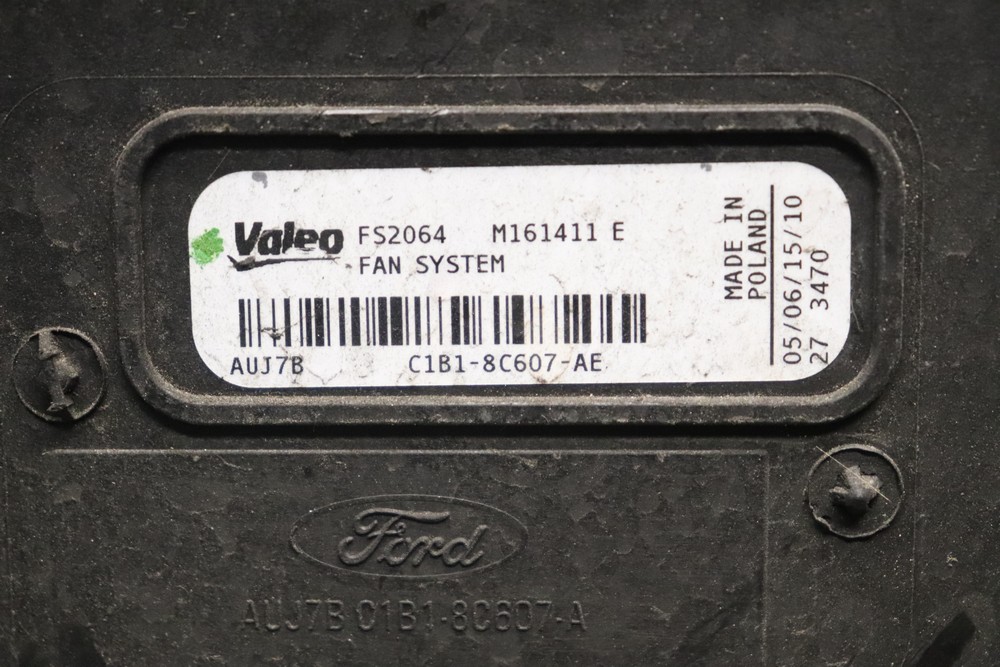 Valeo FS2064 M161411 E
FAN SYSTEM
AUJ7B C1B1-8C607-AE
MADE IN
POLAND
05/06/15/10
27 3470
Ford
AUJ7B C1B1-8C607-A